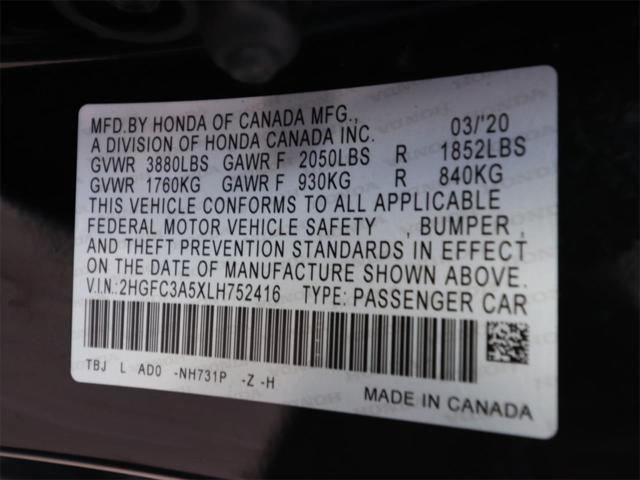 MFD.BY HONDA OF CANADA MFG., 03/'20
A DIVISION OF HONDA CANADA INC.
GVWR 3880LBS GAWR F 2050LBS R 1852LBS
GVWR 1760KG GAWR F 930KG R 840KG
THIS VEHICLE CONFORMS TO ALL APPLICABLE
FEDERAL MOTOR VEHICLE SAFETY , BUMPER ,
AND THEFT PREVENTION STANDARDS IN EFFECT
ON THE DATE OF MANUFACTURE SHOWN ABOVE.
V.I.N.:2HGFC3A5XLH752416 TYPE: PASSENGER CAR
TBJ L AD0 -NH731P -Z -H
MADE IN CANADA